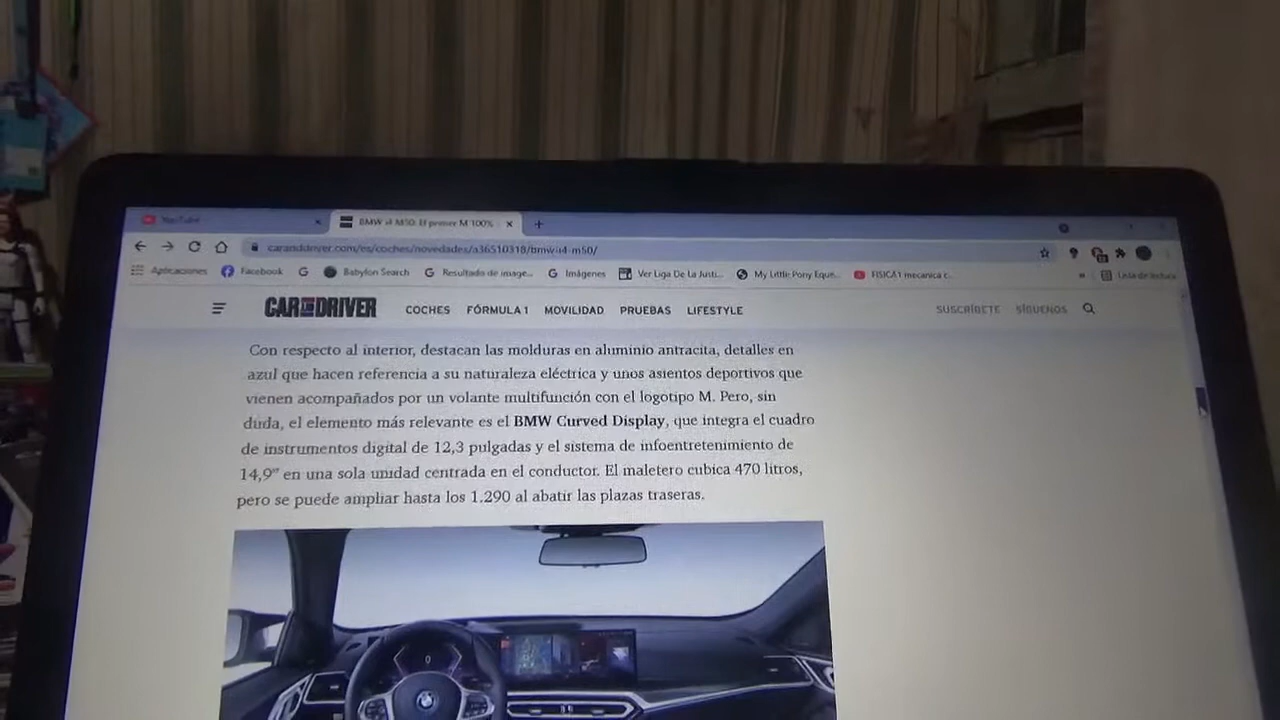 YouTube
BMW i4 M50: El primer M 100%
caranddriver.com/es/coches/novedades/a36510318/bmw-i4-m50/
Aplicaciones
Facebook
Babylon Search
Resultado de image...
Imágenes
Ver Liga De La Justi...
My Little Pony Eque...
FISICA1 mecanica c...
»
Lista de lectura
CAR AND DRIVER
COCHES
FÓRMULA 1
MOVILIDAD
PRUEBAS
LIFESTYLE
SUSCRÍBETE
SÍGUENOS
Con respecto al interior, destacan las molduras en aluminio antracita, detalles en
azul que hacen referencia a su naturaleza eléctrica y unos asientos deportivos que
vienen acompañados por un volante multifunción con el logotipo M. Pero, sin
duda, el elemento más relevante es el BMW Curved Display, que integra el cuadro
de instrumentos digital de 12,3 pulgadas y el sistema de infoentretenimiento de
14,9" en una sola unidad centrada en el conductor. El maletero cubica 470 litros,
pero se puede ampliar hasta los 1.290 al abatir las plazas traseras.